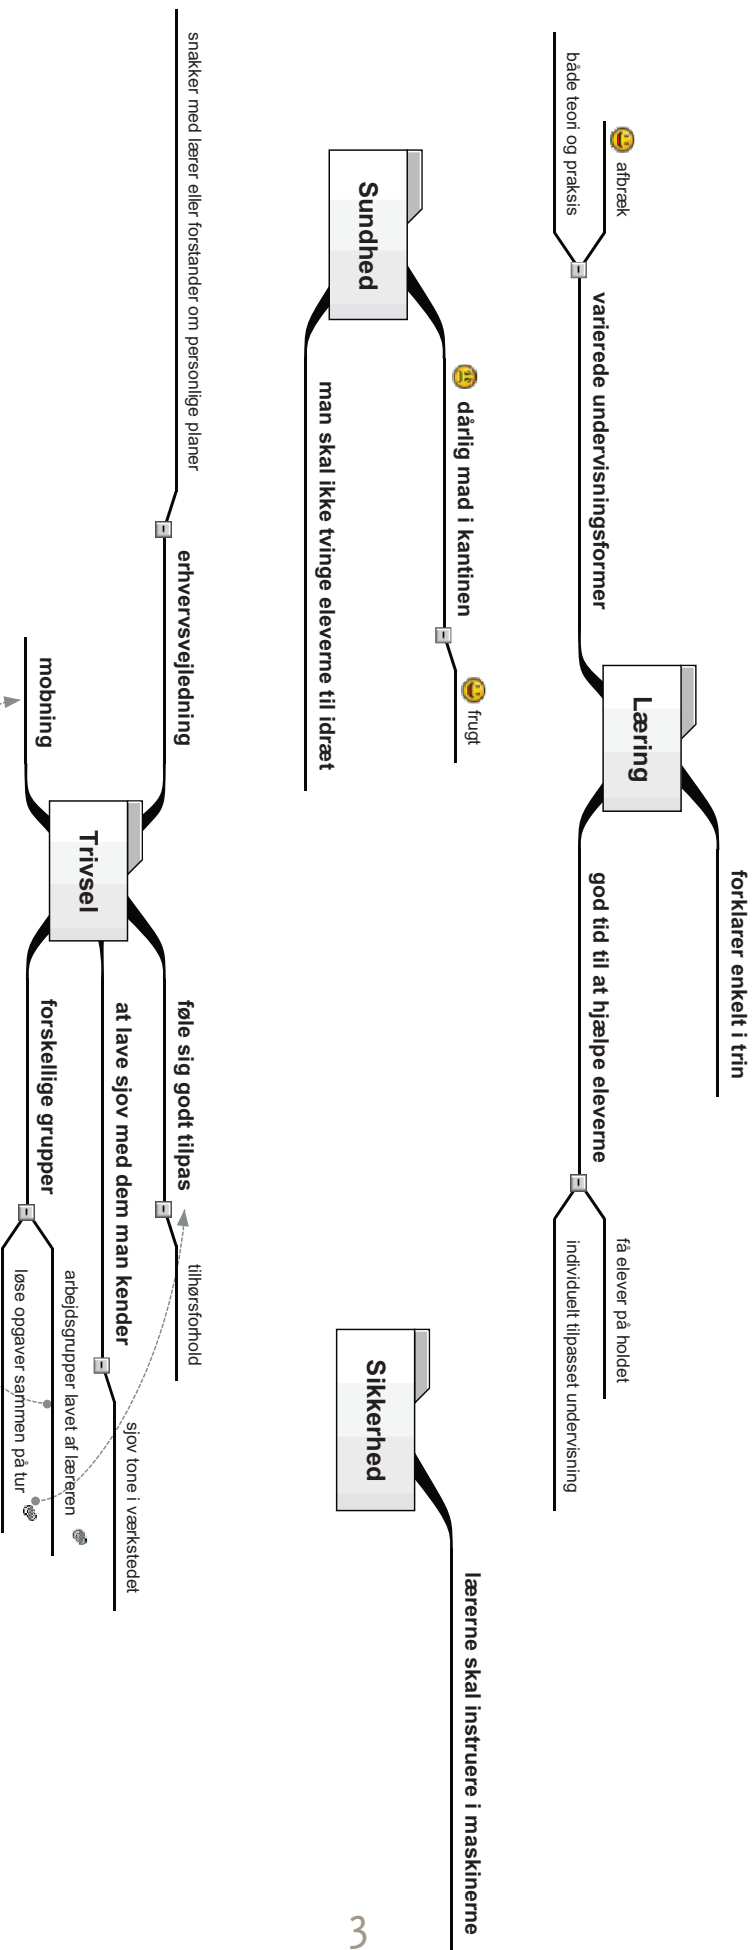 forklarer enkelt i trin
Læring
varierede undervisningsformer
afbræk
både teori og praksis
god tid til at hjælpe eleverne
få elever på holdet
individuelt tilpasset undervisning
Sundhed
dårlig mad i kantinen
frugt
man skal ikke tvinge eleverne til idræt
Sikkerhed
lærerne skal instruere i maskinerne
Trivsel
erhvervsvejledning
snakker med lærer eller forstander om personlige planer
mobning
føle sig godt tilpas
tilhørsforhold
at lave sjov med dem man kender
sjov tone i værkstedet
forskellige grupper
arbejdsgrupper lavet af læreren
løse opgaver sammen på tur
3